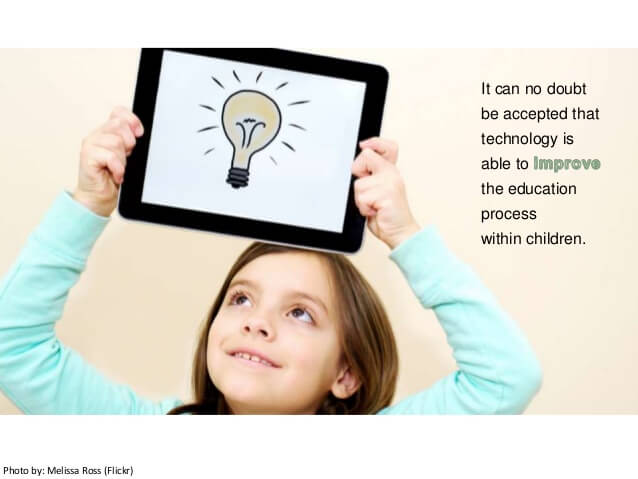 It can no doubt
be accepted that
technology is
able to improve
the education
process
within children.
Photo by: Melissa Ross (Flickr)